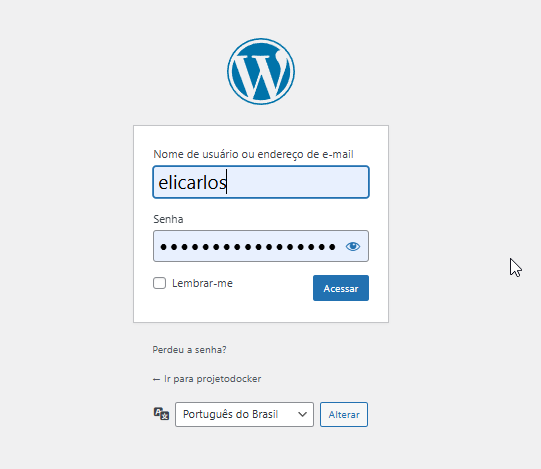 Nome de usuário ou endereço de e-mail
elicarlos
Senha
••••••••••••••••••
Lembrar-me
Acessar
Perdeu a senha?
← Ir para projetodocker
Português do Brasil
Alterar